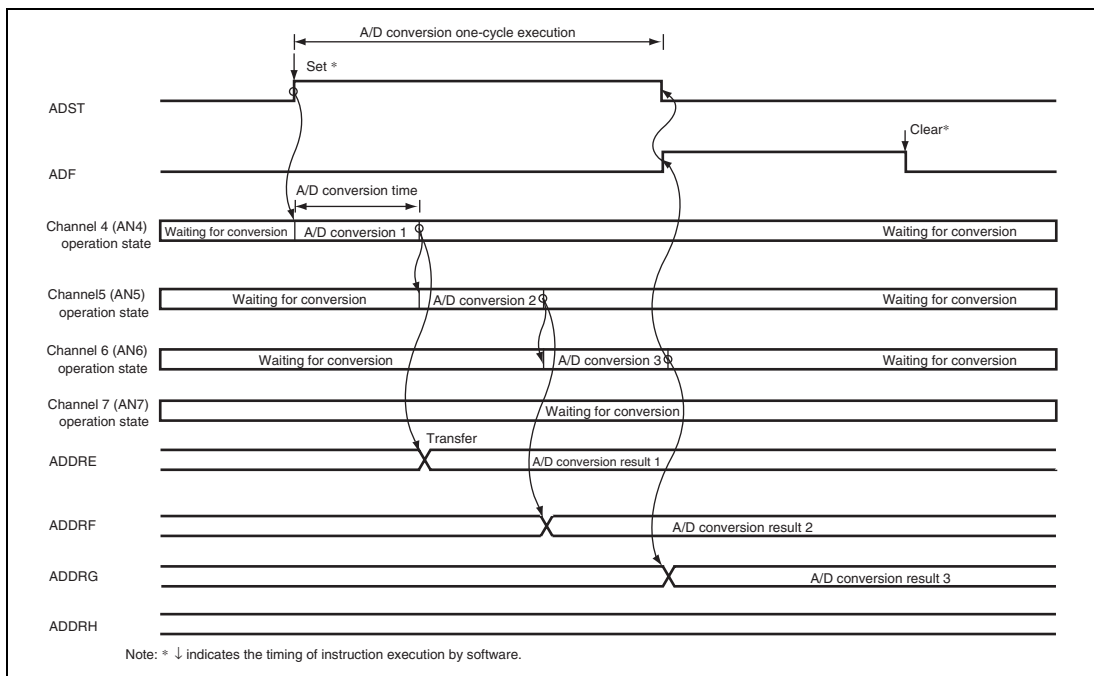 A/D conversion one-cycle execution
Set *
ADST
Clear*
ADF
A/D conversion time
Channel 4 (AN4)
operation state
Waiting for conversion
A/D conversion 1
Waiting for conversion
Channel5 (AN5)
operation state
Waiting for conversion
A/D conversion 2
Waiting for conversion
Channel 6 (AN6)
operation state
Waiting for conversion
A/D conversion 3
Waiting for conversion
Channel 7 (AN7)
operation state
Waiting for conversion
Transfer
ADDRE
A/D conversion result 1
ADDRF
A/D conversion result 2
ADDRG
A/D conversion result 3
ADDRH
Note: * ↓ indicates the timing of instruction execution by software.